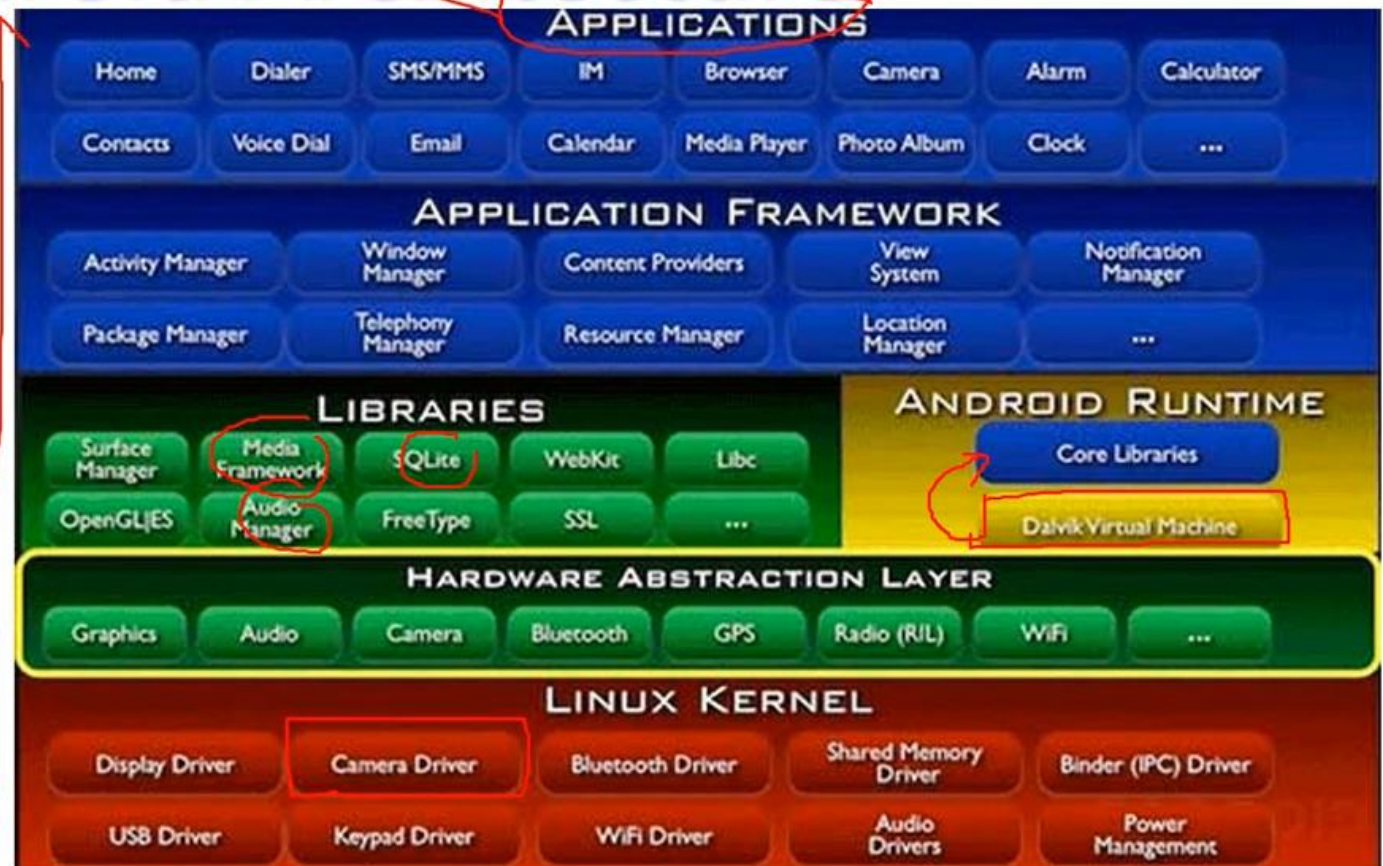 APPLICATIONS
Home Dialer SMS/MMS IM Browser Camera Alarm Calculator
Contacts Voice Dial Email Calendar Media Player Photo Album Clock ...
APPLICATION FRAMEWORK
Activity Manager Window Manager Content Providers View System Notification Manager
Package Manager Telephony Manager Resource Manager Location Manager ...
LIBRARIES
Surface Manager Media Framework SQLite WebKit Libc
OpenGL|ES Audio Manager FreeType SSL ...
ANDROID RUNTIME
Core Libraries
Dalvik Virtual Machine
HARDWARE ABSTRACTION LAYER
Graphics Audio Camera Bluetooth GPS Radio (RIL) WiFi ...
LINUX KERNEL
Display Driver Camera Driver Bluetooth Driver Shared Memory Driver Binder (IPC) Driver
USB Driver Keypad Driver WiFi Driver Audio Drivers Power Management